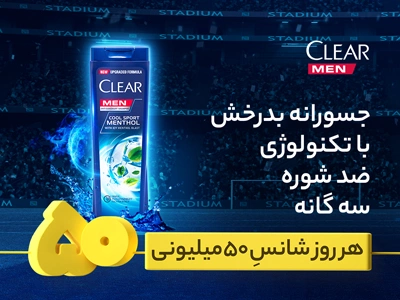 STADIUM STADIUM
CLEAR
MEN
NEW UPGRADED FORMULA
CLEAR
MEN
COOL SPORT
MENTHOL
جسورانه بدرخش
با تکنولوژی
ضد شوره
سه گانه
۵۰
هر روز شانسِ ۵۰ میلیونی